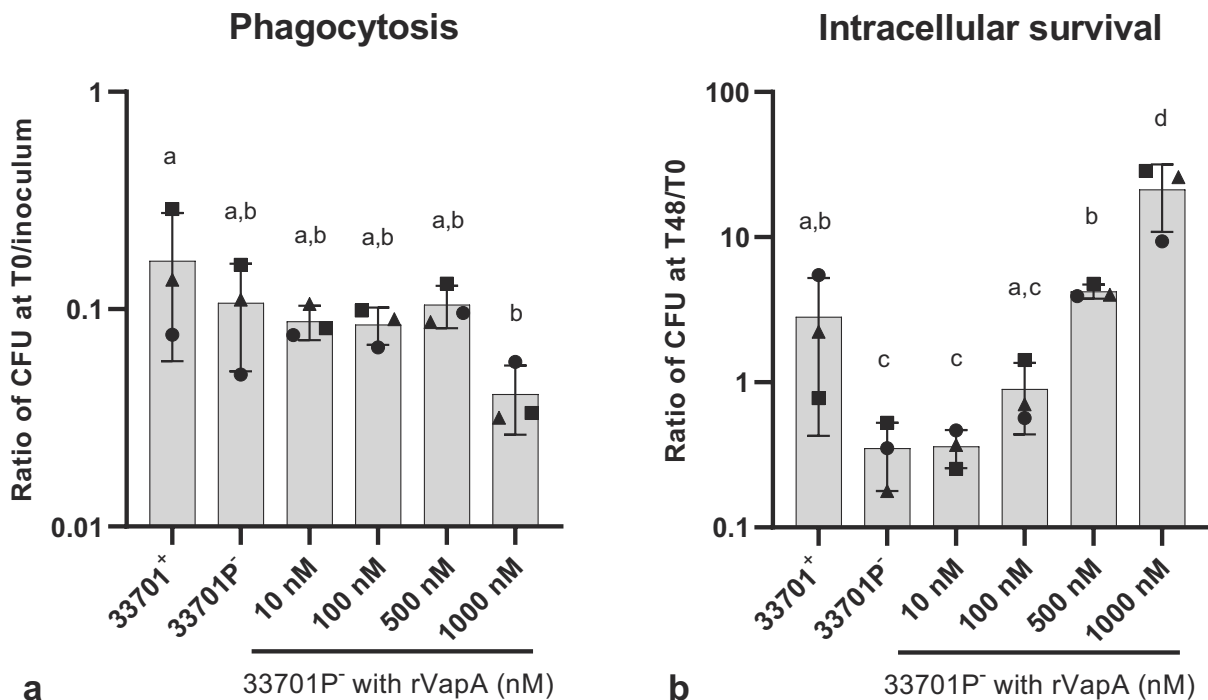 Phagocytosis
Ratio of CFU at T0/inoculum
1
0.1
0.01
a
a,b
a,b
a,b
a,b
b
33701⁺
33701P⁻
10 nM
100 nM
500 nM
1000 nM
33701P⁻ with rVapA (nM)
a
Intracellular survival
Ratio of CFU at T48/T0
100
10
1
0.1
a,b
c
c
a,c
b
d
33701⁺
33701P⁻
10 nM
100 nM
500 nM
1000 nM
33701P⁻ with rVapA (nM)
b